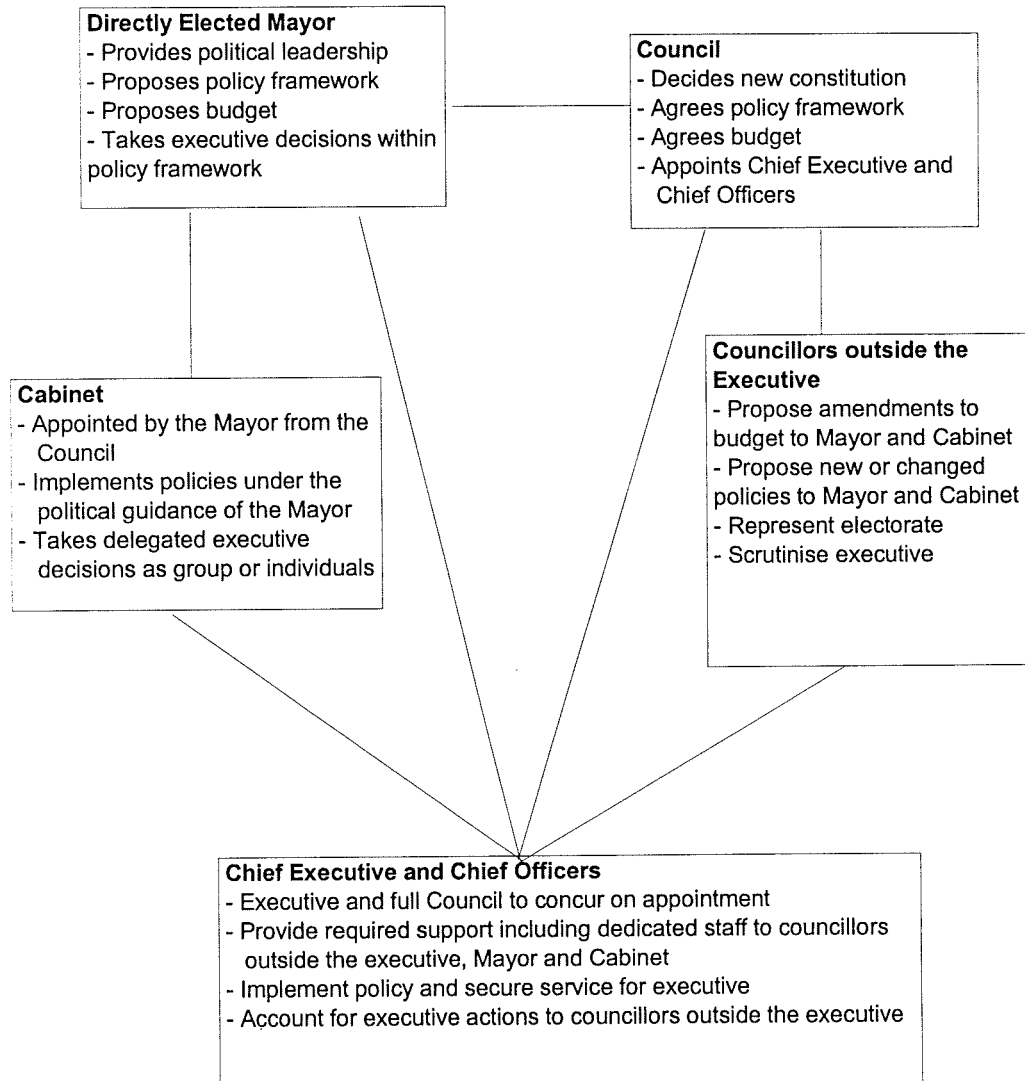 Directly Elected Mayor
- Provides political leadership
- Proposes policy framework
- Proposes budget
- Takes executive decisions within
policy framework
Council
- Decides new constitution
- Agrees policy framework
- Agrees budget
- Appoints Chief Executive and
Chief Officers
Cabinet
- Appointed by the Mayor from the
Council
- Implements policies under the
political guidance of the Mayor
- Takes delegated executive
decisions as group or individuals
Councillors outside the
Executive
- Propose amendments to
budget to Mayor and Cabinet
- Propose new or changed
policies to Mayor and Cabinet
- Represent electorate
- Scrutinise executive
Chief Executive and Chief Officers
- Executive and full Council to concur on appointment
- Provide required support including dedicated staff to councillors
outside the executive, Mayor and Cabinet
- Implement policy and secure service for executive
- Account for executive actions to councillors outside the executive